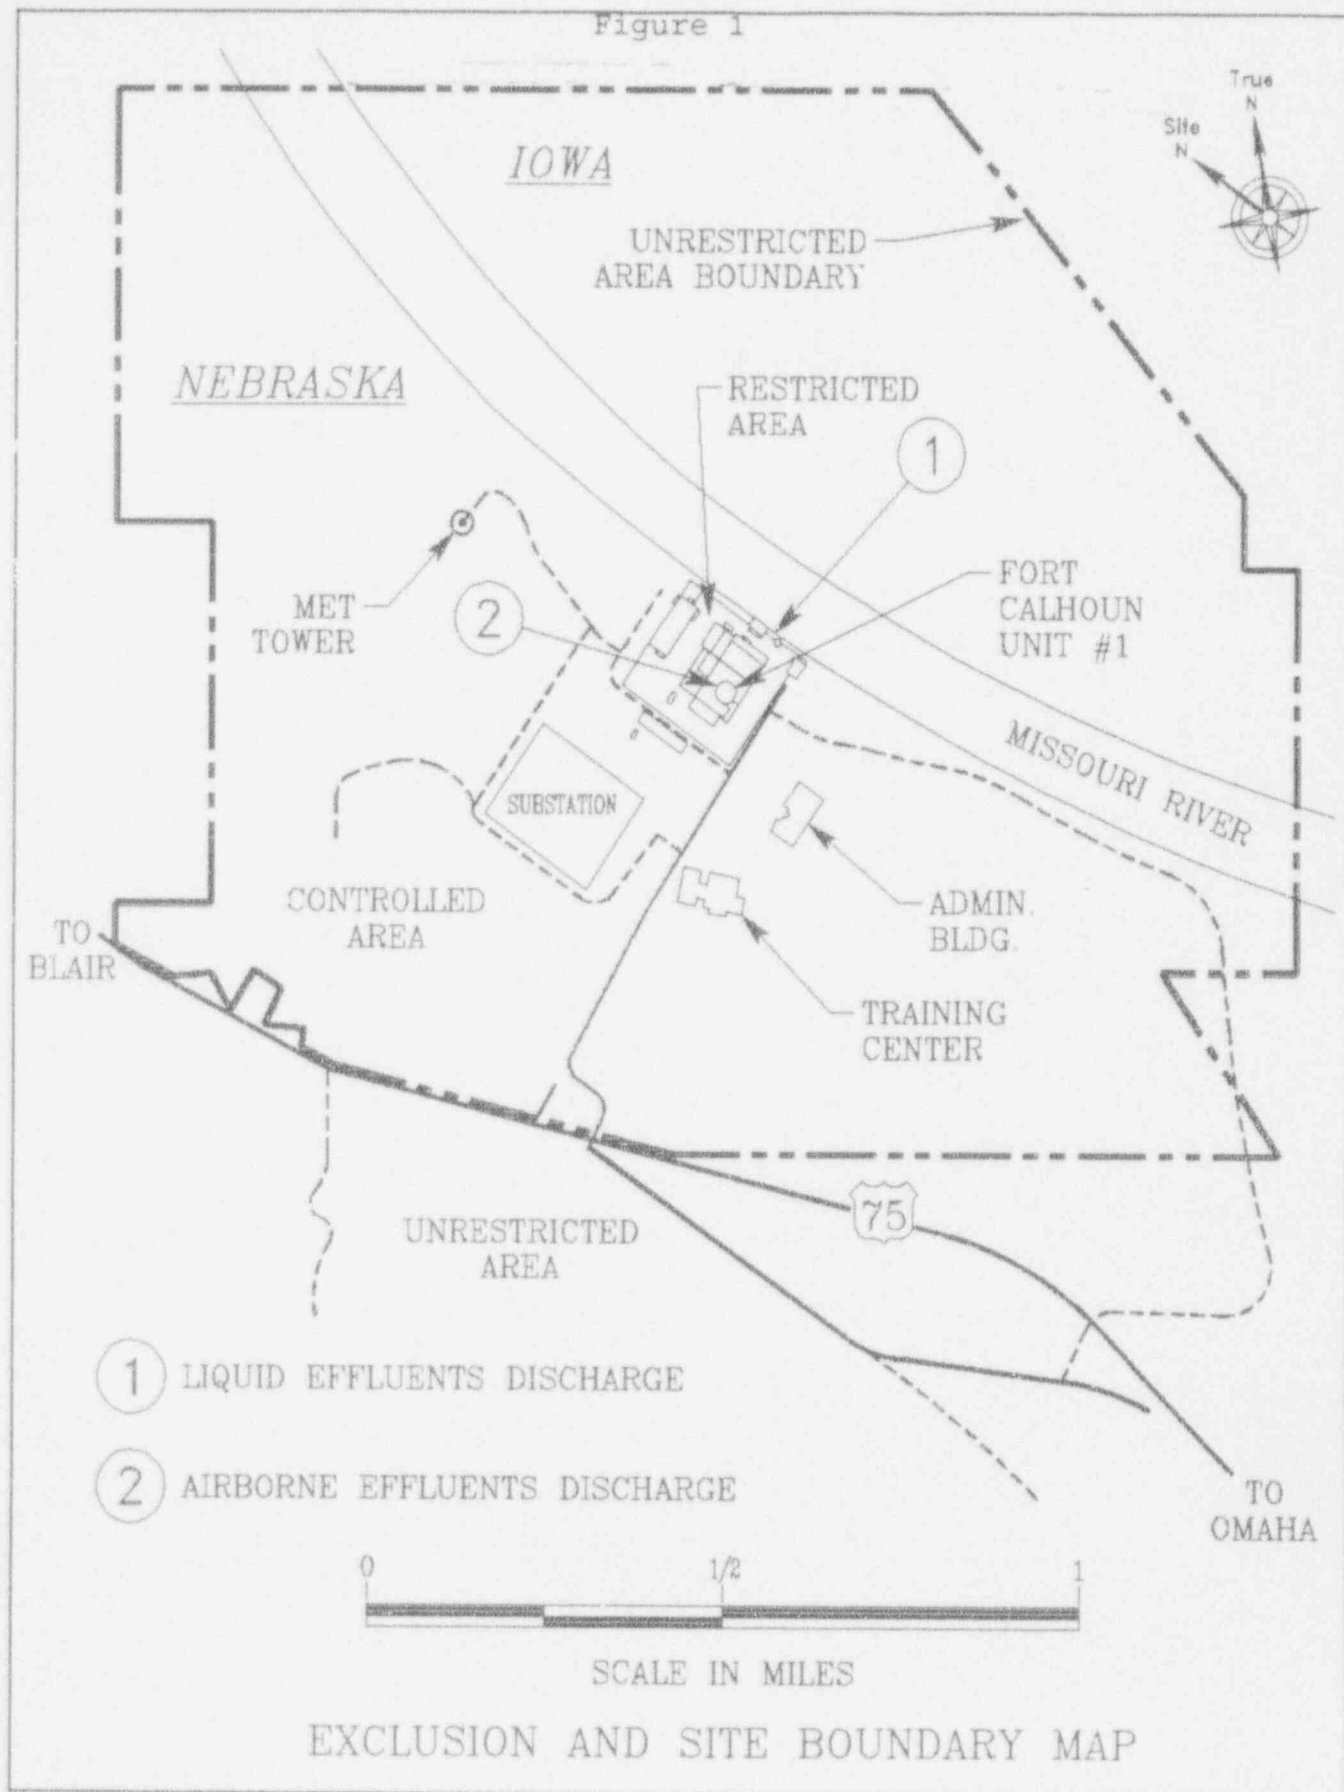 Figure 1
True
N
Site
N
IOWA
UNRESTRICTED
AREA BOUNDARY
NEBRASKA
RESTRICTED
AREA
1
MET
TOWER
2
FORT
CALHOUN
UNIT #1
MISSOURI RIVER
SUBSTATION
CONTROLLED
AREA
TO
BLAIR
ADMIN.
BLDG.
TRAINING
CENTER
75
UNRESTRICTED
AREA
1 LIQUID EFFLUENTS DISCHARGE
2 AIRBORNE EFFLUENTS DISCHARGE
TO
OMAHA
0 1/2 1
SCALE IN MILES
EXCLUSION AND SITE BOUNDARY MAP